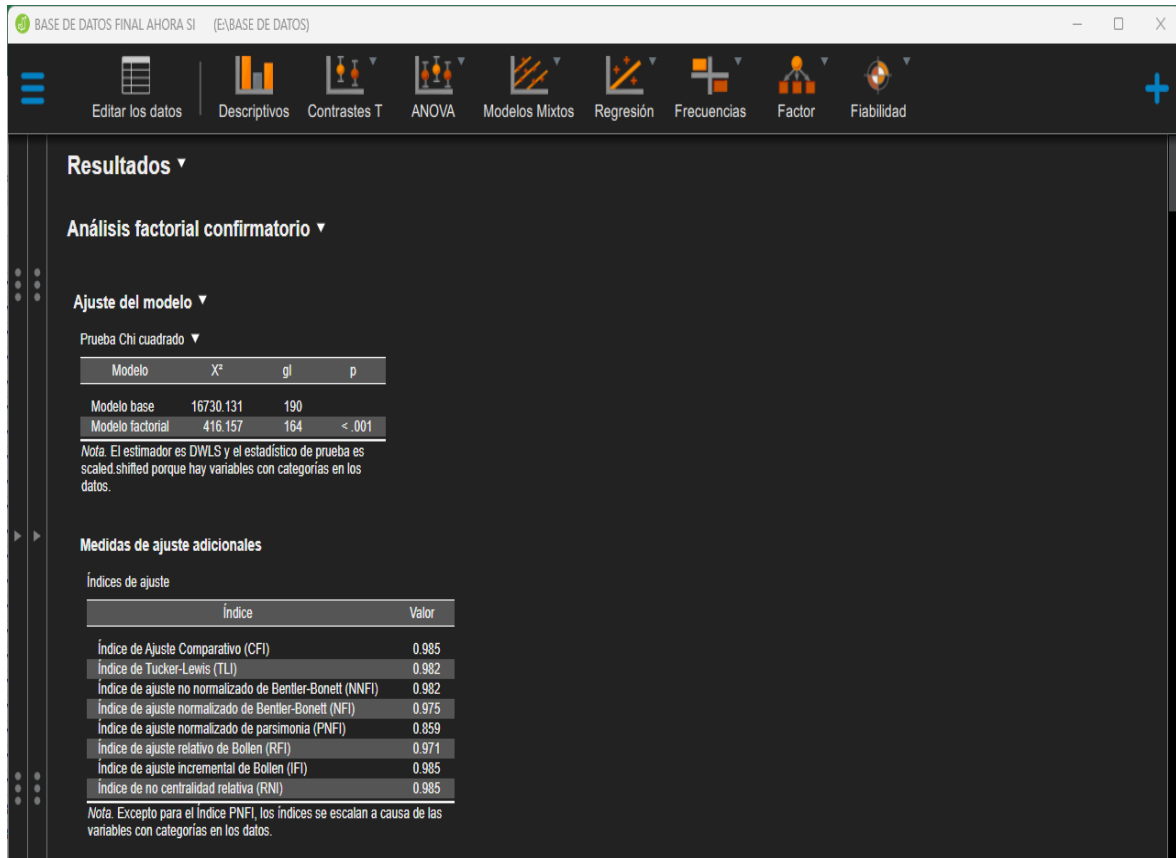 BASE DE DATOS FINAL AHORA SI (E:\BASE DE DATOS)
Editar los datos Descriptivos Contrastes T ANOVA Modelos Mixtos Regresión Frecuencias Factor Fiabilidad
Resultados
Análisis factorial confirmatorio
Ajuste del modelo
Prueba Chi cuadrado
Modelo X² gl p
Modelo base 16730.131 190
Modelo factorial 416.157 164 < .001
Nota. El estimador es DWLS y el estadístico de prueba es
scaled.shifted porque hay variables con categorías en los
datos.
Medidas de ajuste adicionales
Índices de ajuste
Índice Valor
Índice de Ajuste Comparativo (CFI) 0.985
Índice de Tucker-Lewis (TLI) 0.982
Índice de ajuste no normalizado de Bentler-Bonett (NNFI) 0.982
Índice de ajuste normalizado de Bentler-Bonett (NFI) 0.975
Índice de ajuste normalizado de parsimonia (PNFI) 0.859
Índice de ajuste relativo de Bollen (RFI) 0.971
Índice de ajuste incremental de Bollen (IFI) 0.985
Índice de no centralidad relativa (RNI) 0.985
Nota. Excepto para el Índice PNFI, los índices se escalan a causa de las
variables con categorías en los datos.